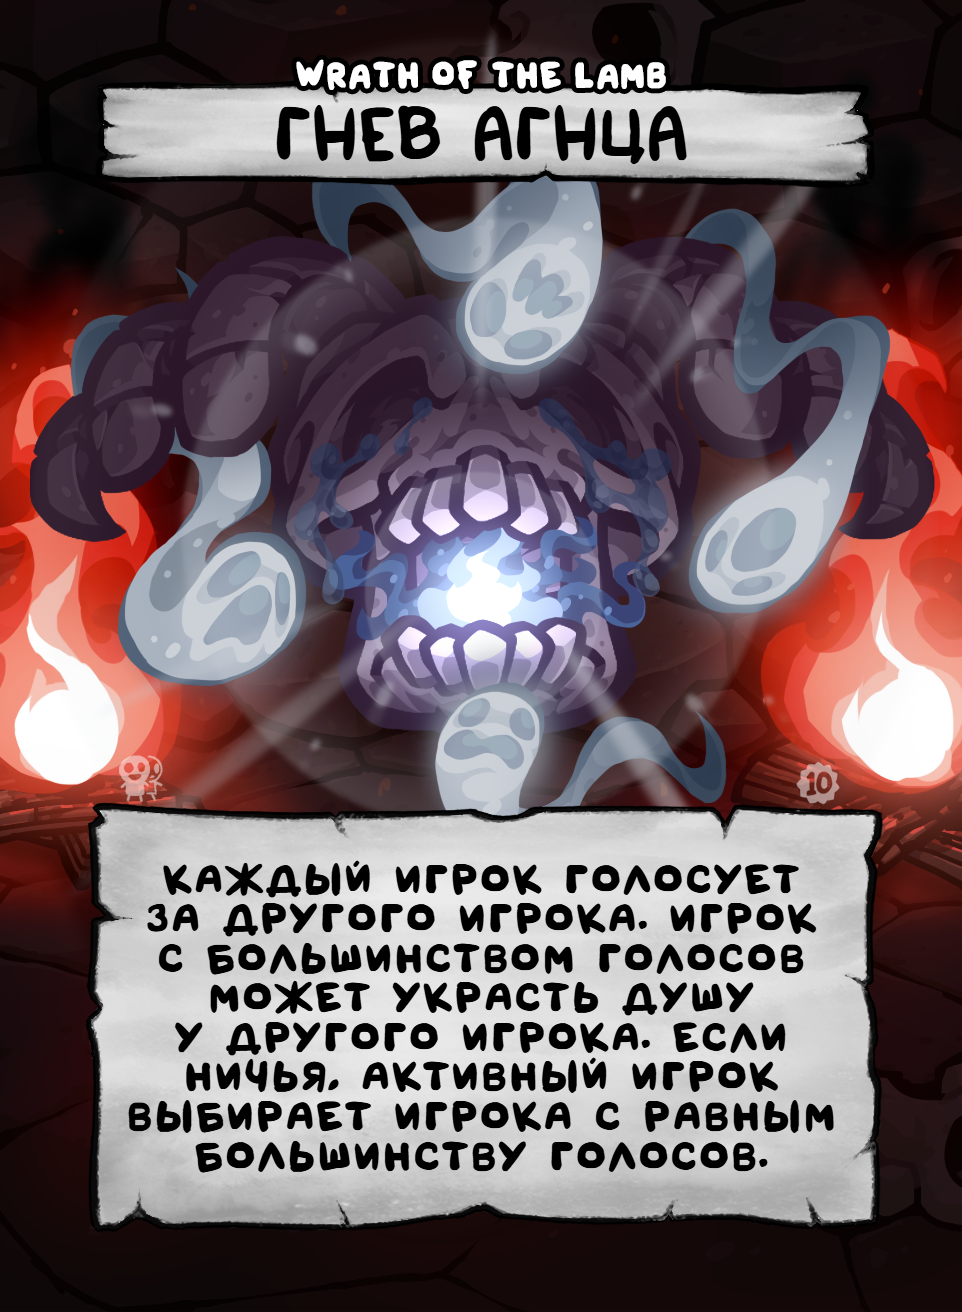 WRATH OF THE LAMB
ГНЕВ АГНЦА
10
КАЖДЫЙ ИГРОК ГОЛОСУЕТ
ЗА ДРУГОГО ИГРОКА. ИГРОК
С БОЛЬШИНСТВОМ ГОЛОСОВ
МОЖЕТ УКРАСТЬ ДУШУ
У ДРУГОГО ИГРОКА. ЕСЛИ
НИЧЬЯ, АКТИВНЫЙ ИГРОК
ВЫБИРАЕТ ИГРОКА С РАВНЫМ
БОЛЬШИНСТВУ ГОЛОСОВ.